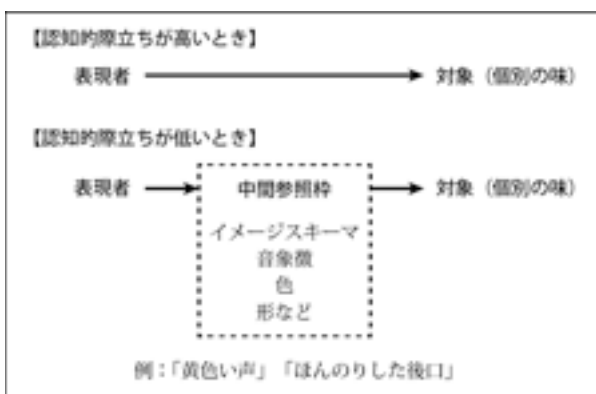 【認知的際立ちが高いとき】
表現者 対象（個別の味）
【認知的際立ちが低いとき】
表現者 中間参照枠 対象（個別の味）
イメージスキーマ
音象徴
色
形など
例：「黄色い声」「ほんのりした後口」